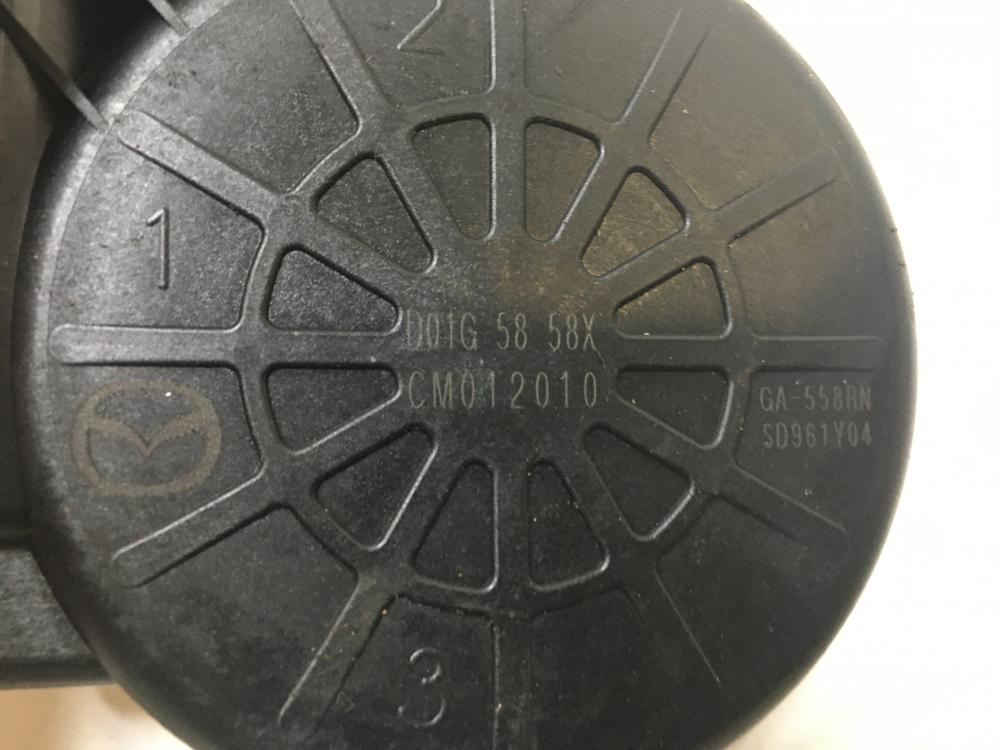 2
1
D01G 58 58X
CM012010
GA-558RN
SD961Y04
3